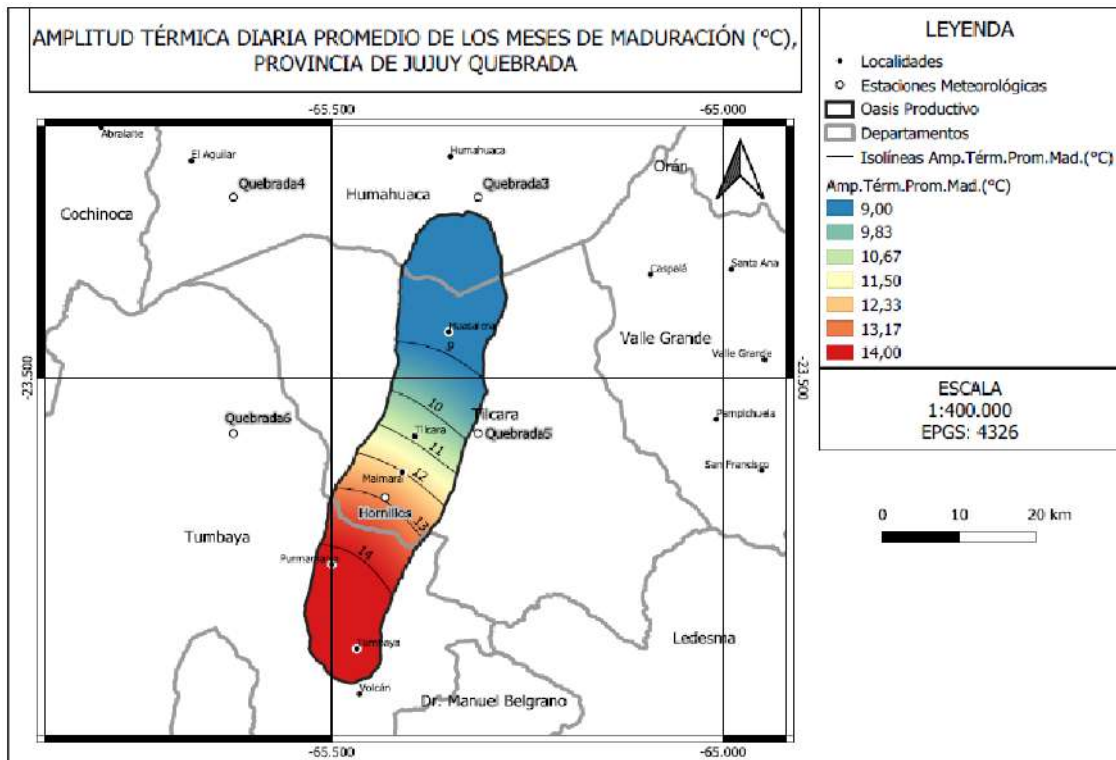 AMPLITUD TÉRMICA DIARIA PROMEDIO DE LOS MESES DE MADURACIÓN (°C),
PROVINCIA DE JUJUY QUEBRADA
-65.500
-65.000
Abralaite
El Aguilar
Humahuaca
Quebrada4
Humahuaca
Quebrada3
Orán
Cochinoca
Caspalá
Santa Ana
Valle Grande
Valle Grande
9
-23.500
-23.500
10
Quebrada6
Tilcara
Tilcara
Quebrada5
Pampichuela
11
12
Maimará
San Francisco
Hornillos
13
Tumbaya
14
Purmamarca
Tumbaya
Ledesma
Volcán
Dr. Manuel Belgrano
-65.500
-65.000
LEYENDA
Localidades
Estaciones Meteorológicas
Oasis Productivo
Departamentos
Isolíneas Amp.Térm.Prom.Mad.(°C)
Amp.Térm.Prom.Mad.(°C)
9,00
9,83
10,67
11,50
12,33
13,17
14,00
ESCALA
1:400.000
EPGS: 4326
0 10 20 km